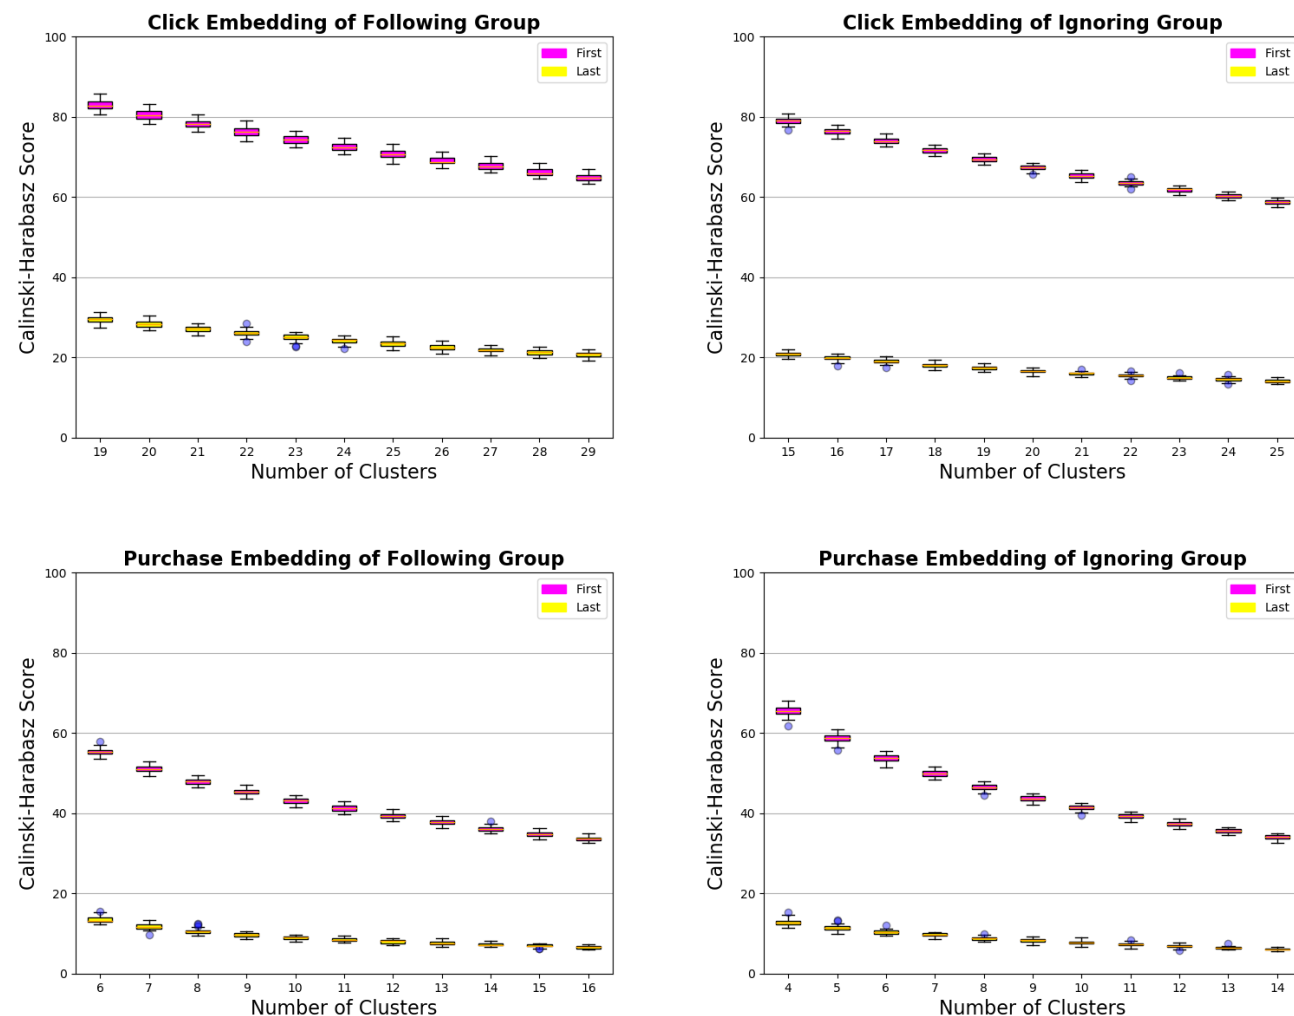 Click Embedding of Following Group
100
80
60
40
20
0
Calinski-Harabasz Score
First
Last
19 20 21 22 23 24 25 26 27 28 29
Number of Clusters
Click Embedding of Ignoring Group
100
80
60
40
20
0
Calinski-Harabasz Score
First
Last
15 16 17 18 19 20 21 22 23 24 25
Number of Clusters
Purchase Embedding of Following Group
100
80
60
40
20
0
Calinski-Harabasz Score
First
Last
6 7 8 9 10 11 12 13 14 15 16
Number of Clusters
Purchase Embedding of Ignoring Group
100
80
60
40
20
0
Calinski-Harabasz Score
First
Last
4 5 6 7 8 9 10 11 12 13 14
Number of Clusters